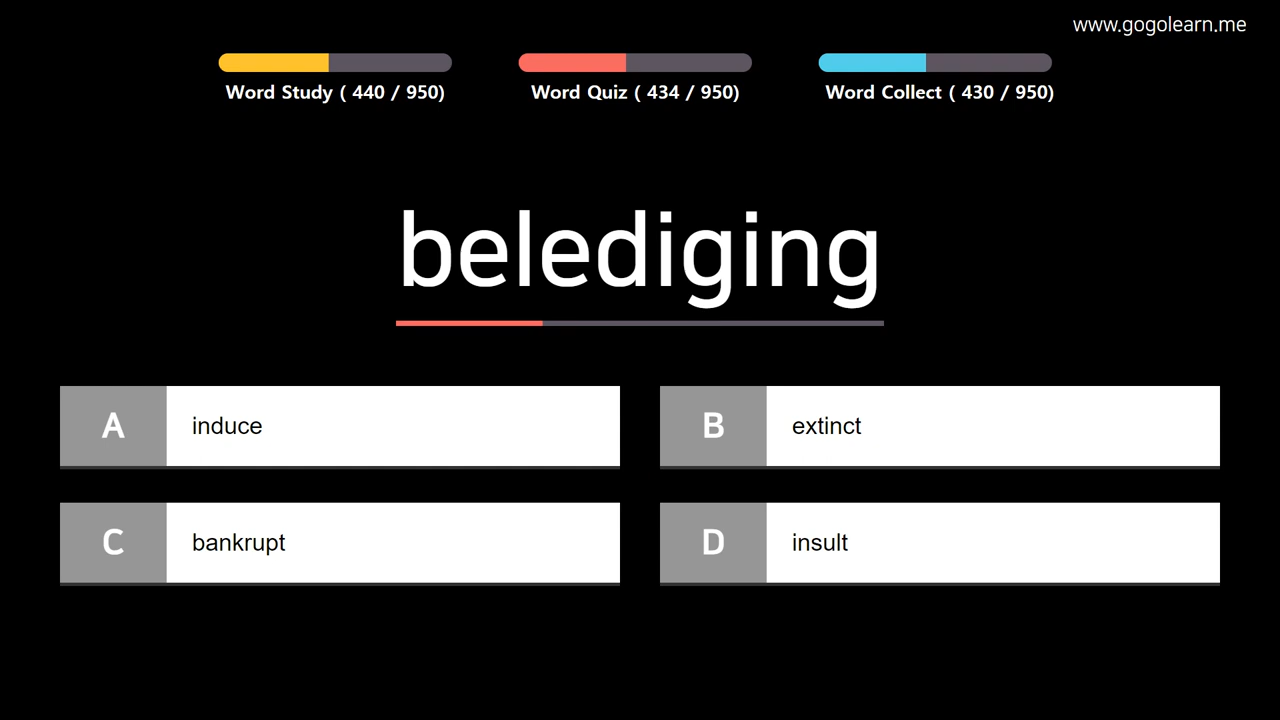 www.gogolearn.me
Word Study ( 440 / 950)
Word Quiz ( 434 / 950)
Word Collect ( 430 / 950)
belediging
A induce
B extinct
C bankrupt
D insult